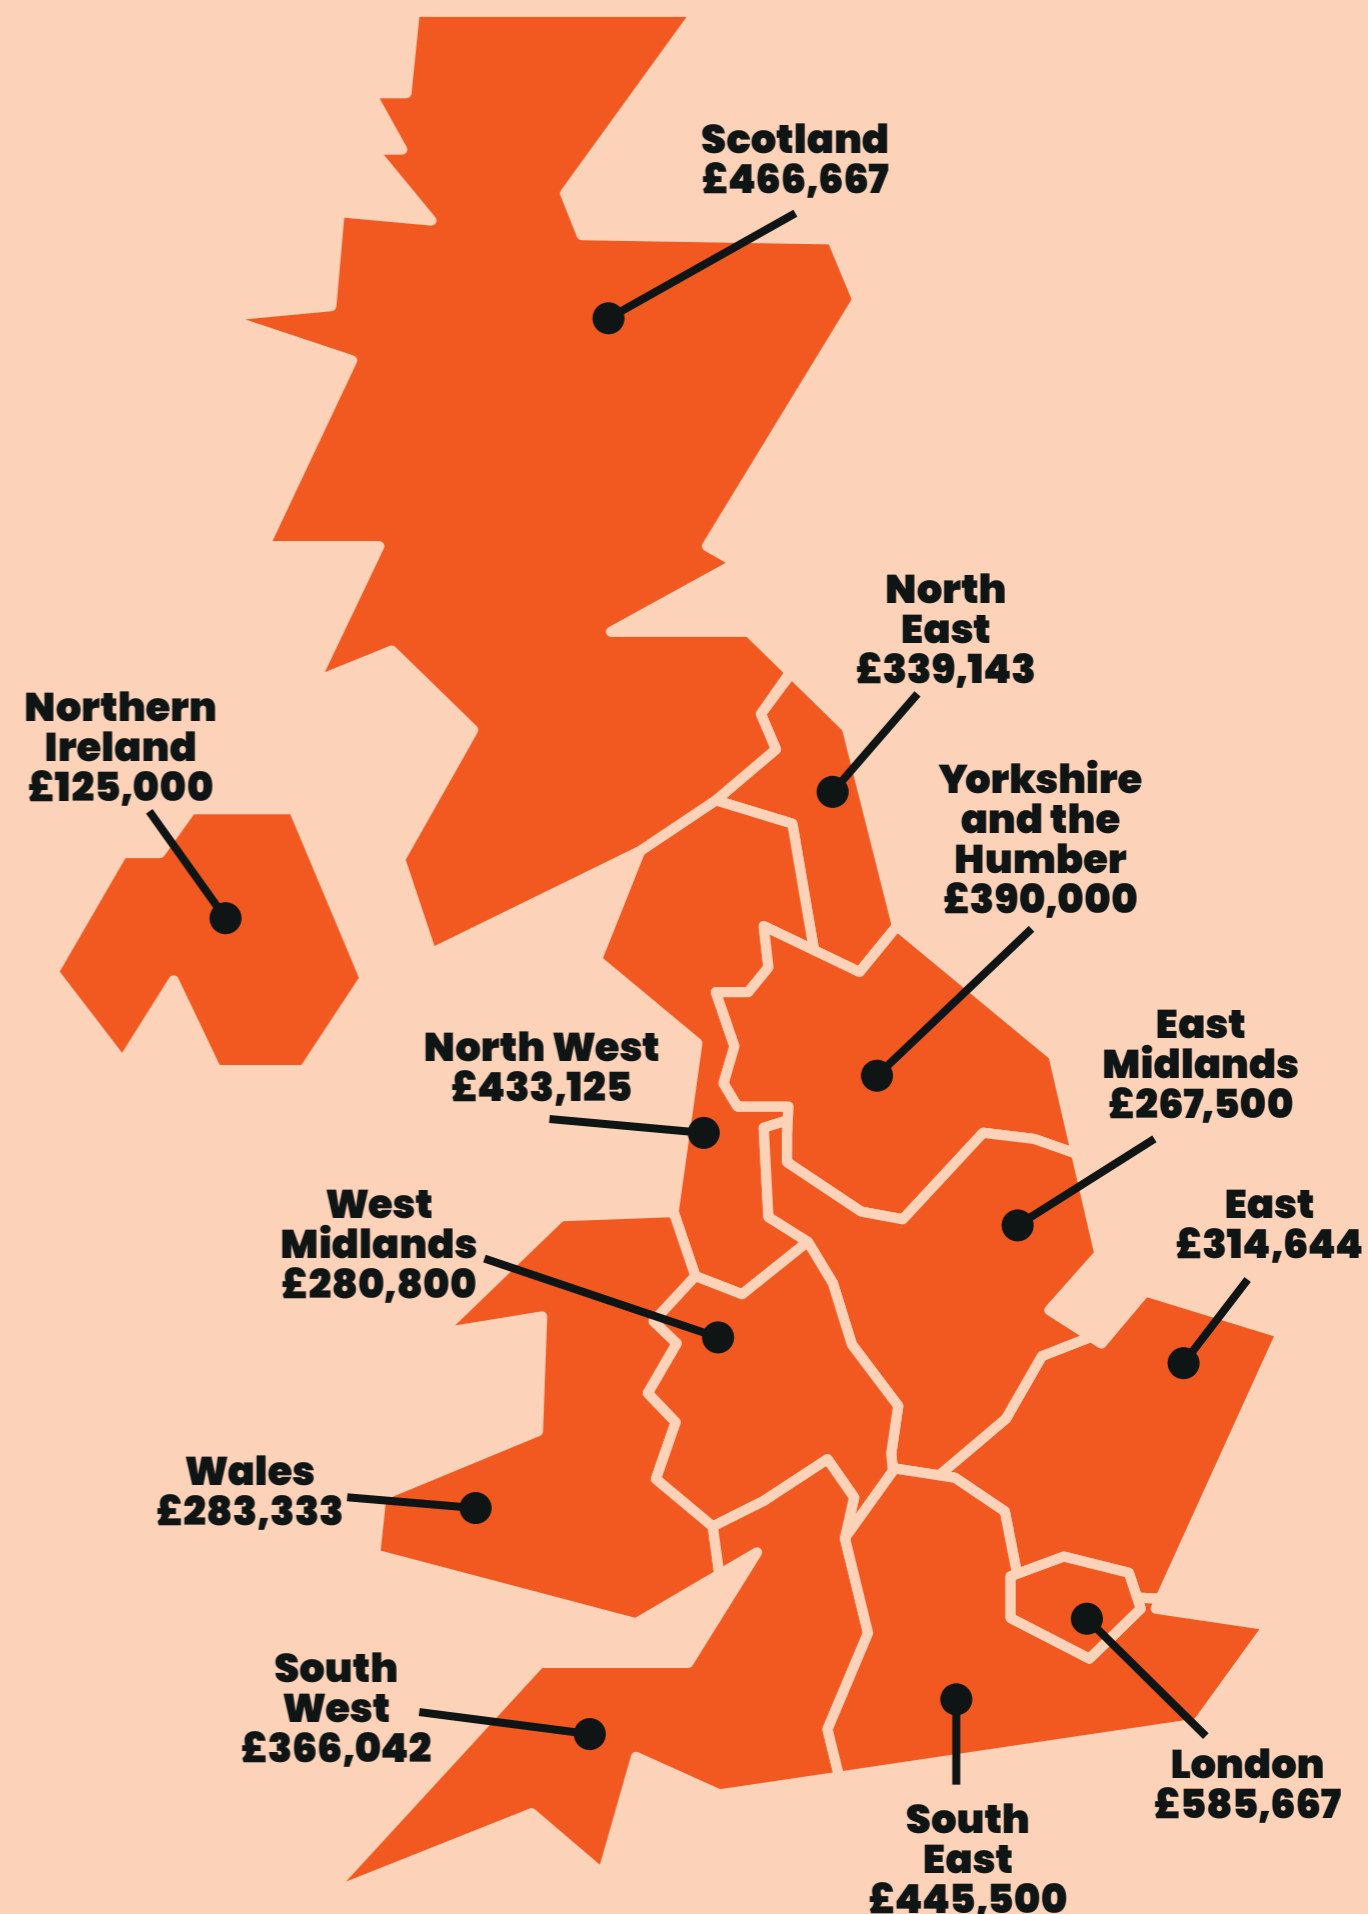 Scotland
£466,667
North
East
£339,143
Northern
Ireland
£125,000
Yorkshire
and the
Humber
£390,000
North West
£433,125
East
Midlands
£267,500
West
Midlands
£280,800
East
£314,644
Wales
£283,333
South
West
£366,042
London
£585,667
South
East
£445,500